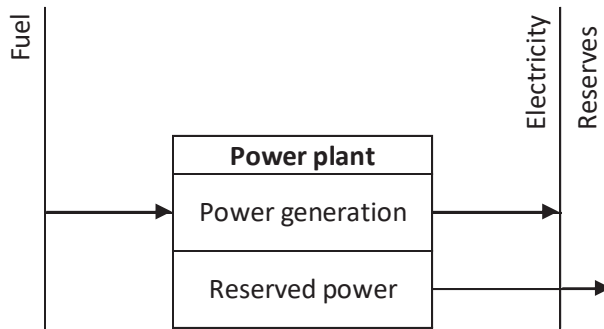 Fuel
Electricity
Reserves
Power plant
Power generation
Reserved power